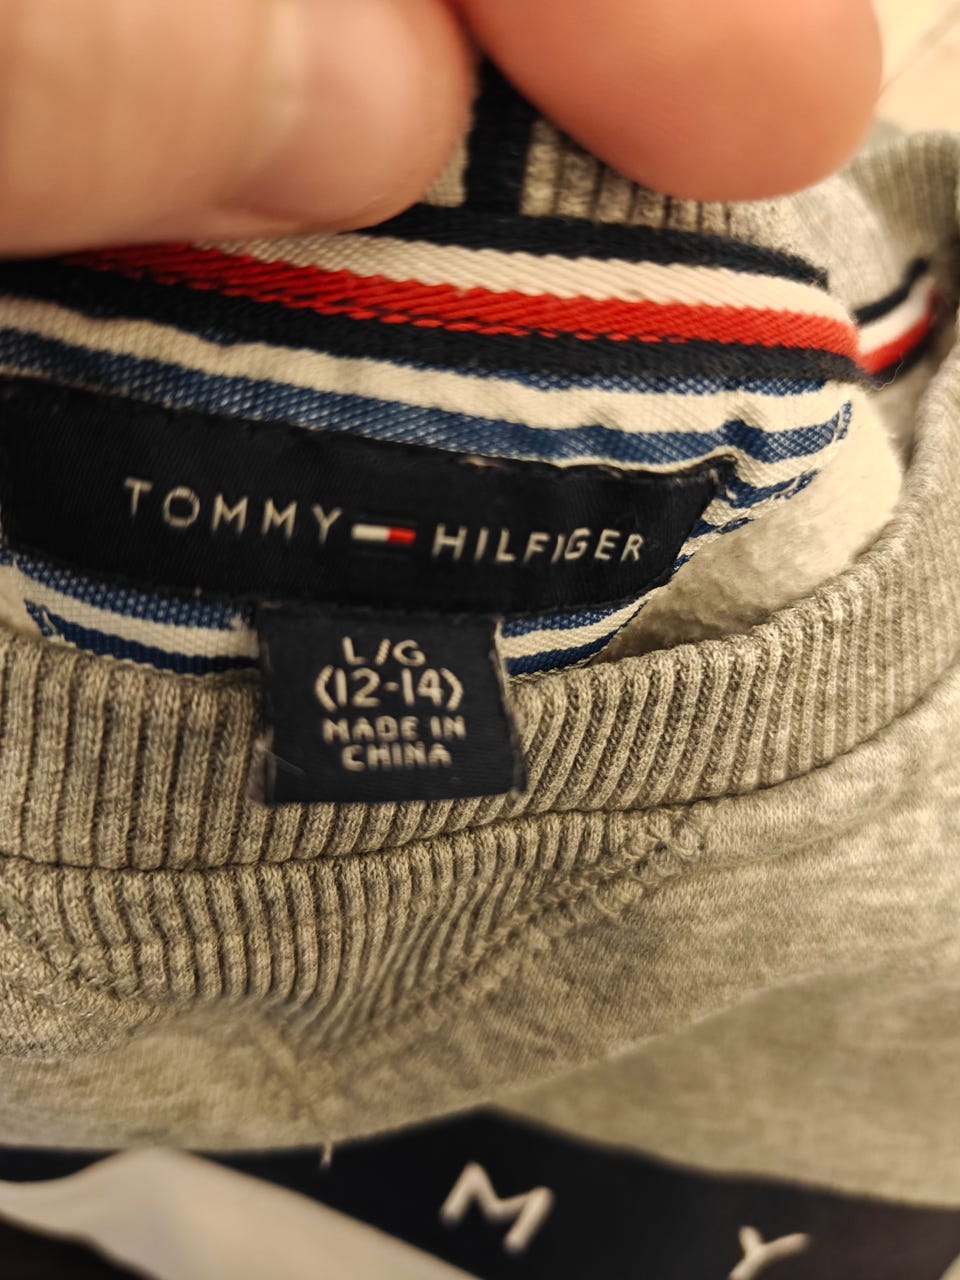 TOMMY HILFIGER
L/G
(12-14)
MADE IN
CHINA
M Y